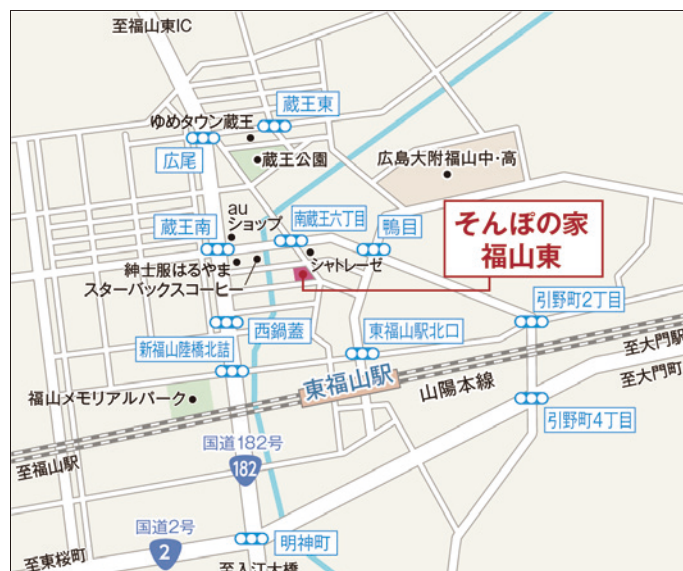 至福山東IC
蔵王東
ゆめタウン蔵王
広尾
蔵王公園
広島大附福山中・高
au
ショップ
南蔵王六丁目
鴨目
そんぽの家
福山東
蔵王南
シャトレーゼ
紳士服はるやま
スターバックスコーヒー
引野町2丁目
西鍋蓋
東福山駅北口
新福山陸橋北詰
至大門駅
至大門町
東福山駅
山陽本線
福山メモリアルパーク
引野町4丁目
国道182号
182
至福山駅
国道2号
2
明神町
至東桜町
至入江大橋